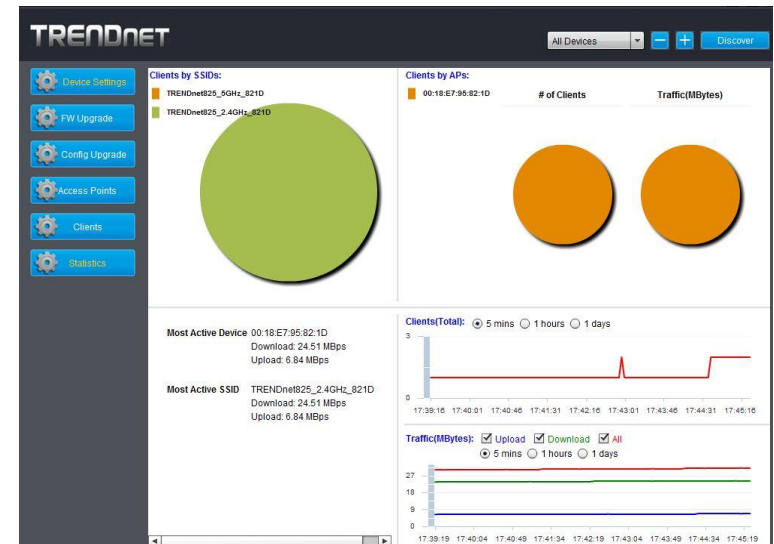 TRENDNET
All Devices
Discover
Device Settings
FW Upgrade
Config Upgrade
Access Points
Clients
Statistics
Clients by SSIDs:
TRENDnet825_5GHz_821D
TRENDnet825_2.4GHz_821D
Clients by APs:
00:18:E7:95:82:1D
# of Clients
Traffic(MBytes)
Most Active Device 00:18:E7:95:82:1D
Download: 24.51 MBps
Upload: 6.84 MBps
Most Active SSID TRENDnet825_2.4GHz_821D
Download: 24.51 MBps
Upload: 6.84 MBps
Clients(Total): 5 mins 1 hours 1 days
3
0
17:39:16 17:40:01 17:40:46 17:41:31 17:42:16 17:43:01 17:43:46 17:44:31 17:45:16
Traffic(MBytes): Upload Download All
5 mins 1 hours 1 days
27
18
9
0
17:39:19 17:40:04 17:40:49 17:41:34 17:42:19 17:43:04 17:43:49 17:44:34 17:45:19